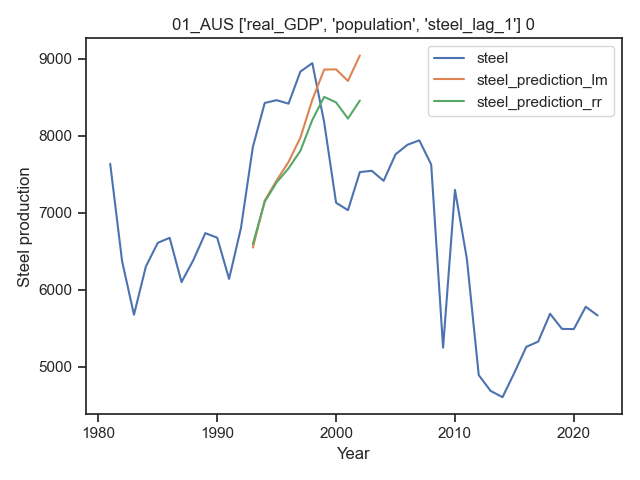 01_AUS ['real_GDP', 'population', 'steel_lag_1'] 0
steel
steel_prediction_lm
steel_prediction_rr
9000
8000
7000
6000
5000
Steel production
1980
1990
2000
2010
2020
Year